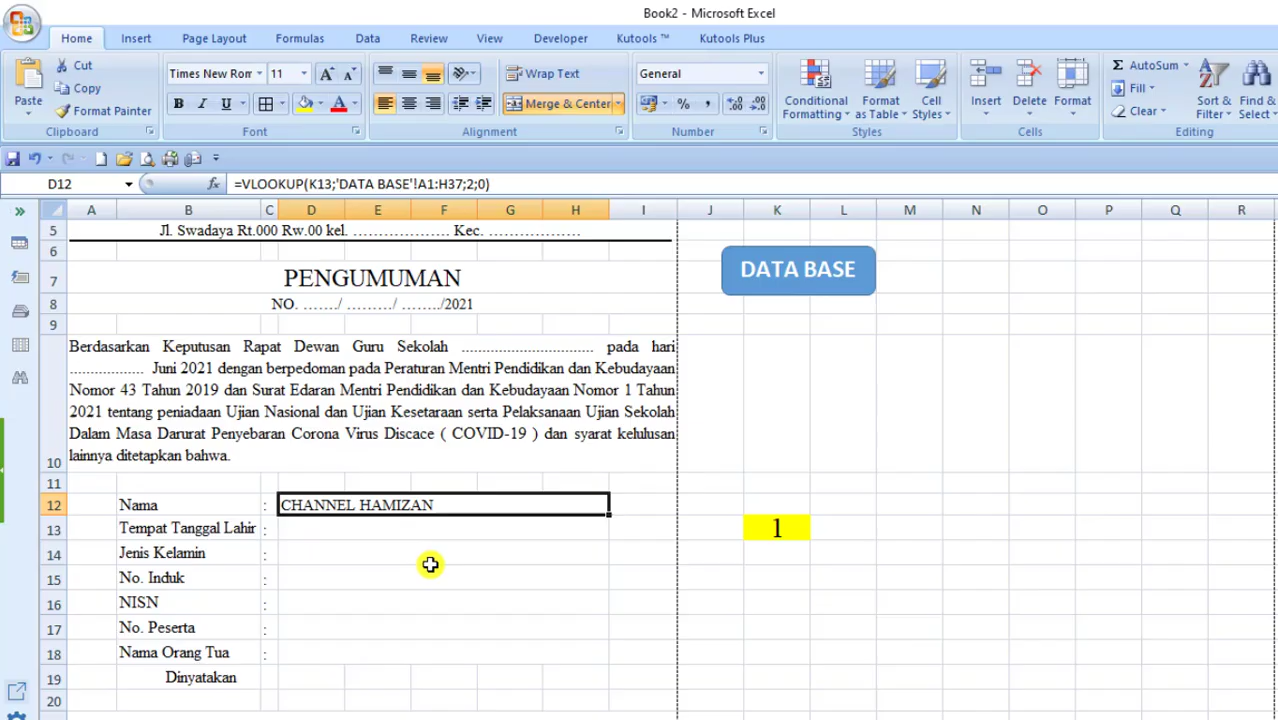 Book2 - Microsoft Excel
Home Insert Page Layout Formulas Data Review View Developer Kutools ™ Kutools Plus
Paste
Cut
Copy
Format Painter
Clipboard
Times New Rom 11 A A
B I U A
Font
Wrap Text
Merge & Center
Alignment
General
% ,
Number
Conditional Formatting
Format as Table
Cell Styles
Styles
Insert Delete Format
Cells
Σ AutoSum
Fill
Clear
Sort & Filter
Find & Select
Editing
D12 fx =VLOOKUP(K13;'DATA BASE'!A1:H37;2;0)
A B C D E F G H I J K L M N O P Q R
5 Jl. Swadaya Rt.000 Rw.00 kel. ………………. Kec. ………………
6
DATA BASE
7 PENGUMUMAN
8 NO. ……./ ………/ ……../2021
9
Berdasarkan Keputusan Rapat Dewan Guru Sekolah ................................ pada hari
.................. Juni 2021 dengan berpedoman pada Peraturan Mentri Pendidikan dan Kebudayaan
Nomor 43 Tahun 2019 dan Surat Edaran Mentri Pendidikan dan Kebudayaan Nomor 1 Tahun
2021 tentang peniadaan Ujian Nasional dan Ujian Kesetaraan serta Pelaksanaan Ujian Sekolah
Dalam Masa Darurat Penyebaran Corona Virus Discace ( COVID-19 ) dan syarat kelulusan
10 lainnya ditetapkan bahwa.
11
12 Nama : CHANNEL HAMIZAN
13 Tempat Tanggal Lahir : 1
14 Jenis Kelamin :
15 No. Induk :
16 NISN :
17 No. Peserta :
18 Nama Orang Tua :
19 Dinyatakan
20